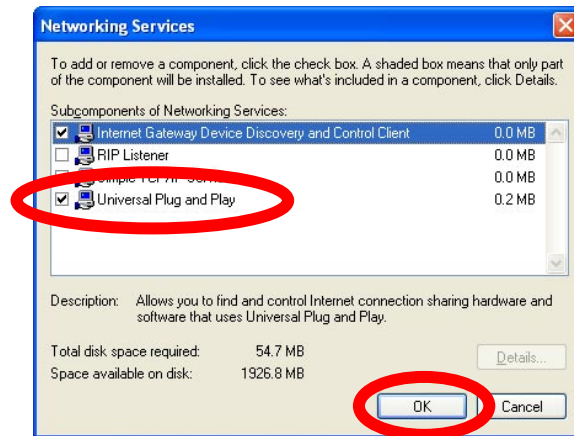 Networking Services
To add or remove a component, click the check box. A shaded box means that only part
of the component will be installed. To see what's included in a component, click Details.
Subcomponents of Networking Services:
Internet Gateway Device Discovery and Control Client 0.0 MB
RIP Listener 0.0 MB
Simple TCP/IP 0.0 MB
Universal Plug and Play 0.2 MB
Description: Allows you to find and control Internet connection sharing hardware and
software that uses Universal Plug and Play.
Total disk space required: 54.7 MB
Details...
Space available on disk: 1926.8 MB
OK Cancel